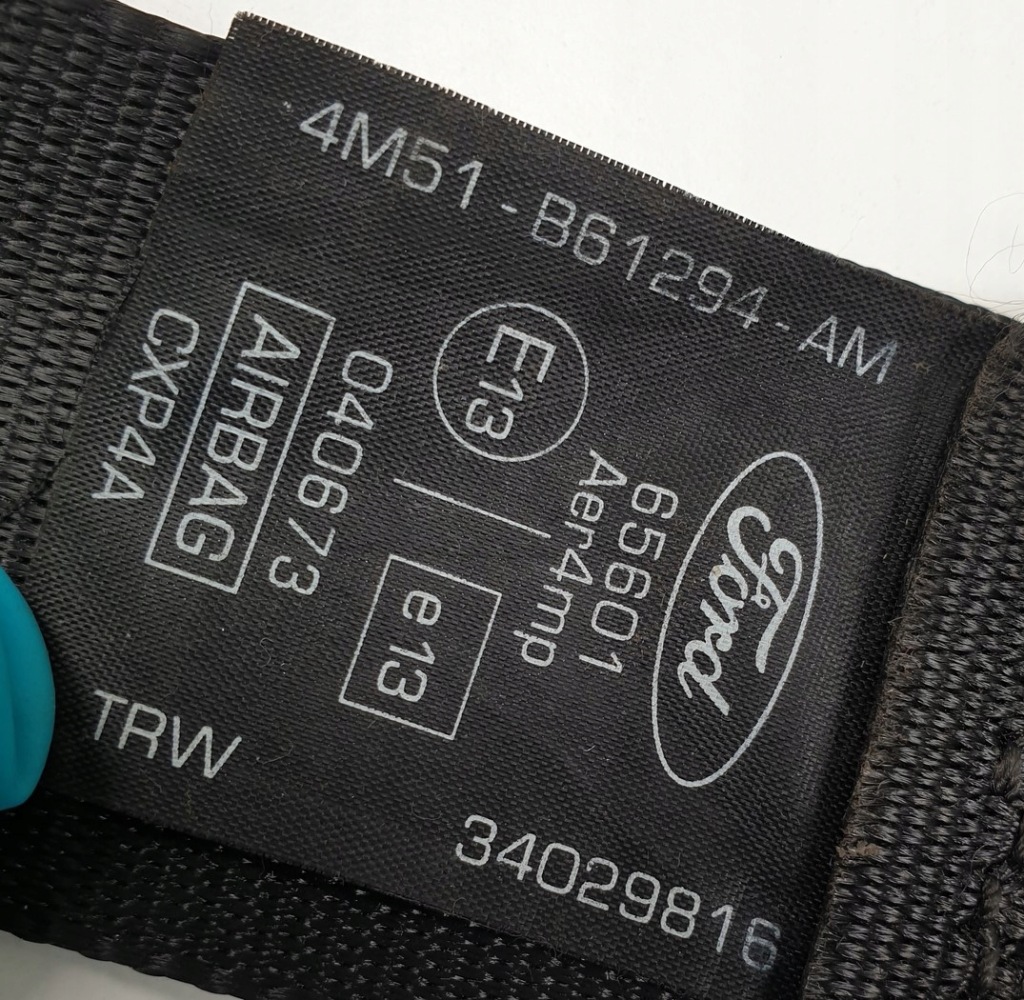 4M51-B61294-AM
Ford
65601
Aer4mp
E13
e13
040673
AIRBAG
CXP4A
TRW
34029816